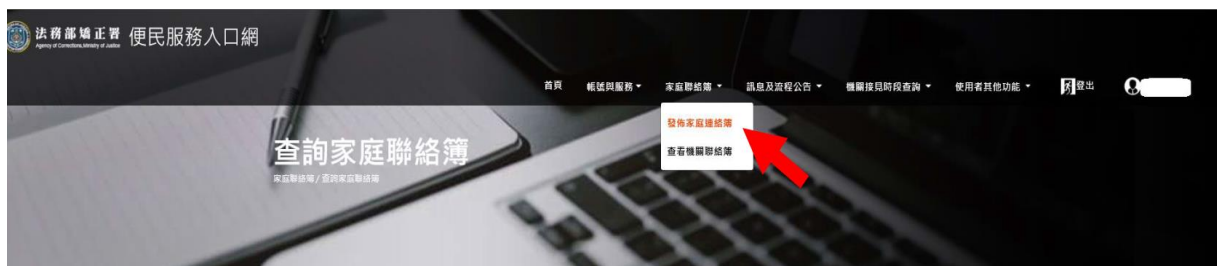 法務部矯正署 便民服務入口網
Agency of Corrections, Ministry of Justice
首頁 帳號與服務 家庭聯絡簿 訊息及流程公告 機關接見時段查詢 使用者其他功能 登出
發佈家庭連絡簿
查看機關聯絡簿
查詢家庭聯絡簿
家庭聯絡簿 / 查詢家庭聯絡簿